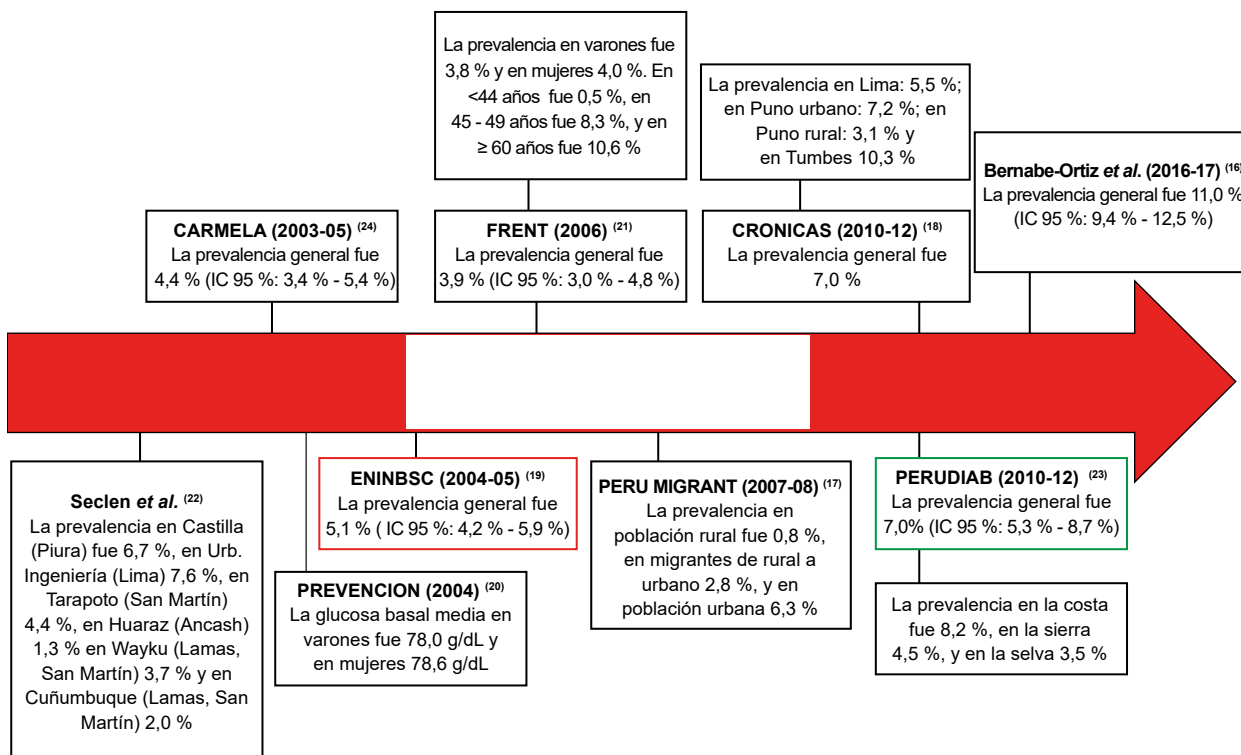 La prevalencia en varones fue
3,8 % y en mujeres 4,0 %. En
<44 años fue 0,5 %, en
45 - 49 años fue 8,3 %, y en
≥ 60 años fue 10,6 %
La prevalencia en Lima: 5,5 %;
en Puno urbano: 7,2 %; en
Puno rural: 3,1 % y
en Tumbes 10,3 %
Bernabe-Ortiz et al. (2016-17) (16)
La prevalencia general fue 11,0 %
(IC 95 %: 9,4 % - 12,5 %)
CARMELA (2003-05) (24)
La prevalencia general fue
4,4 % (IC 95 %: 3,4 % - 5,4 %)
FRENT (2006) (21)
La prevalencia general fue
3,9 % (IC 95 %: 3,0 % - 4,8 %)
CRONICAS (2010-12) (18)
La prevalencia general fue
7,0 %
Seclen et al. (22)
La prevalencia en Castilla
(Piura) fue 6,7 %, en Urb.
Ingeniería (Lima) 7,6 %, en
Tarapoto (San Martín)
4,4 %, en Huaraz (Ancash)
1,3 % en Wayku (Lamas,
San Martín) 3,7 % y en
Cuñumbuque (Lamas, San
Martín) 2,0 %
ENINBSC (2004-05) (19)
La prevalencia general fue
5,1 % ( IC 95 %: 4,2 % - 5,9 %)
PREVENCION (2004) (20)
La glucosa basal media en
varones fue 78,0 g/dL y
en mujeres 78,6 g/dL
PERU MIGRANT (2007-08) (17)
La prevalencia en
población rural fue 0,8 %,
en migrantes de rural a
urbano 2,8 %, y en
población urbana 6,3 %
PERUDIAB (2010-12) (23)
La prevalencia general fue
7,0% (IC 95 %: 5,3 % - 8,7 %)
La prevalencia en la costa
fue 8,2 %, en la sierra
4,5 %, y en la selva 3,5 %